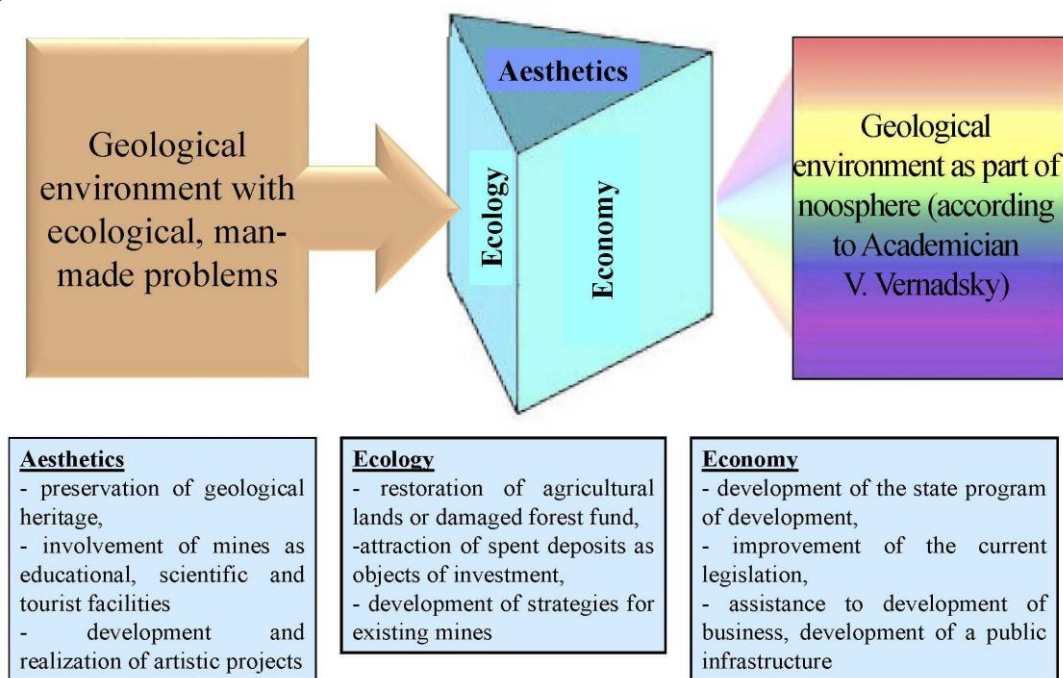 Geological
environment with
ecological, man-
made problems
Aesthetics
Ecology
Economy
Geological
environment as part of
noosphere (according
to Academician
V. Vernadsky)
Aesthetics
- preservation of geological
heritage,
- involvement of mines as
educational, scientific and
tourist facilities
- development and
realization of artistic projects
Ecology
- restoration of agricultural
lands or damaged forest fund,
-attraction of spent deposits as
objects of investment,
- development of strategies for
existing mines
Economy
- development of the state program
of development,
- improvement of the current
legislation,
- assistance to development of
business, development of a public
infrastructure